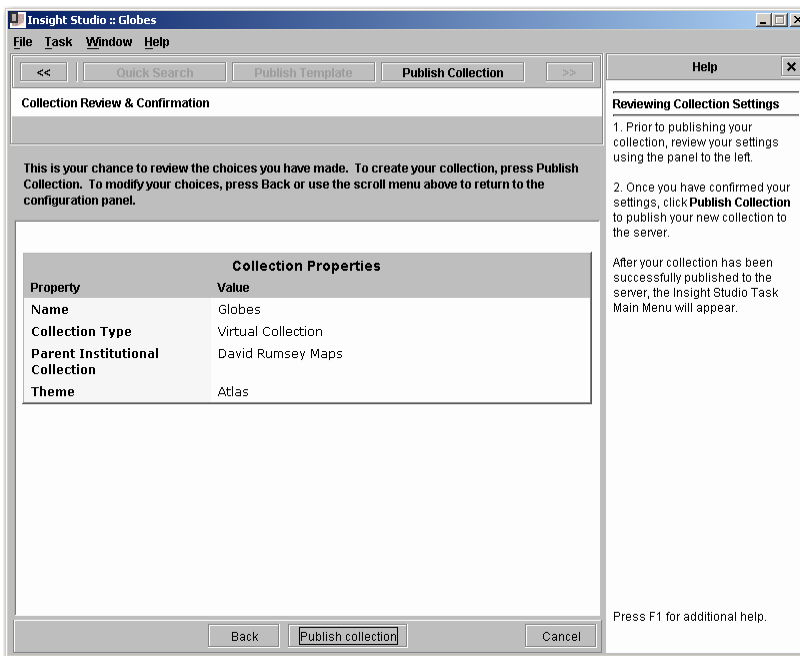 Insight Studio :: Globes
File Task Window Help
<< Quick Search Publish Template Publish Collection >>
Collection Review & Confirmation
This is your chance to review the choices you have made. To create your collection, press Publish
Collection. To modify your choices, press Back or use the scroll menu above to return to the
configuration panel.
Collection Properties
Property Value
Name Globes
Collection Type Virtual Collection
Parent Institutional David Rumsey Maps
Collection
Theme Atlas
Back Publish collection Cancel
Help
Reviewing Collection Settings
1. Prior to publishing your
collection, review your settings
using the panel to the left.
2. Once you have confirmed your
settings, click Publish Collection
to publish your new collection to
the server.
After your collection has been
successfully published to the
server, the Insight Studio Task
Main Menu will appear.
Press F1 for additional help.